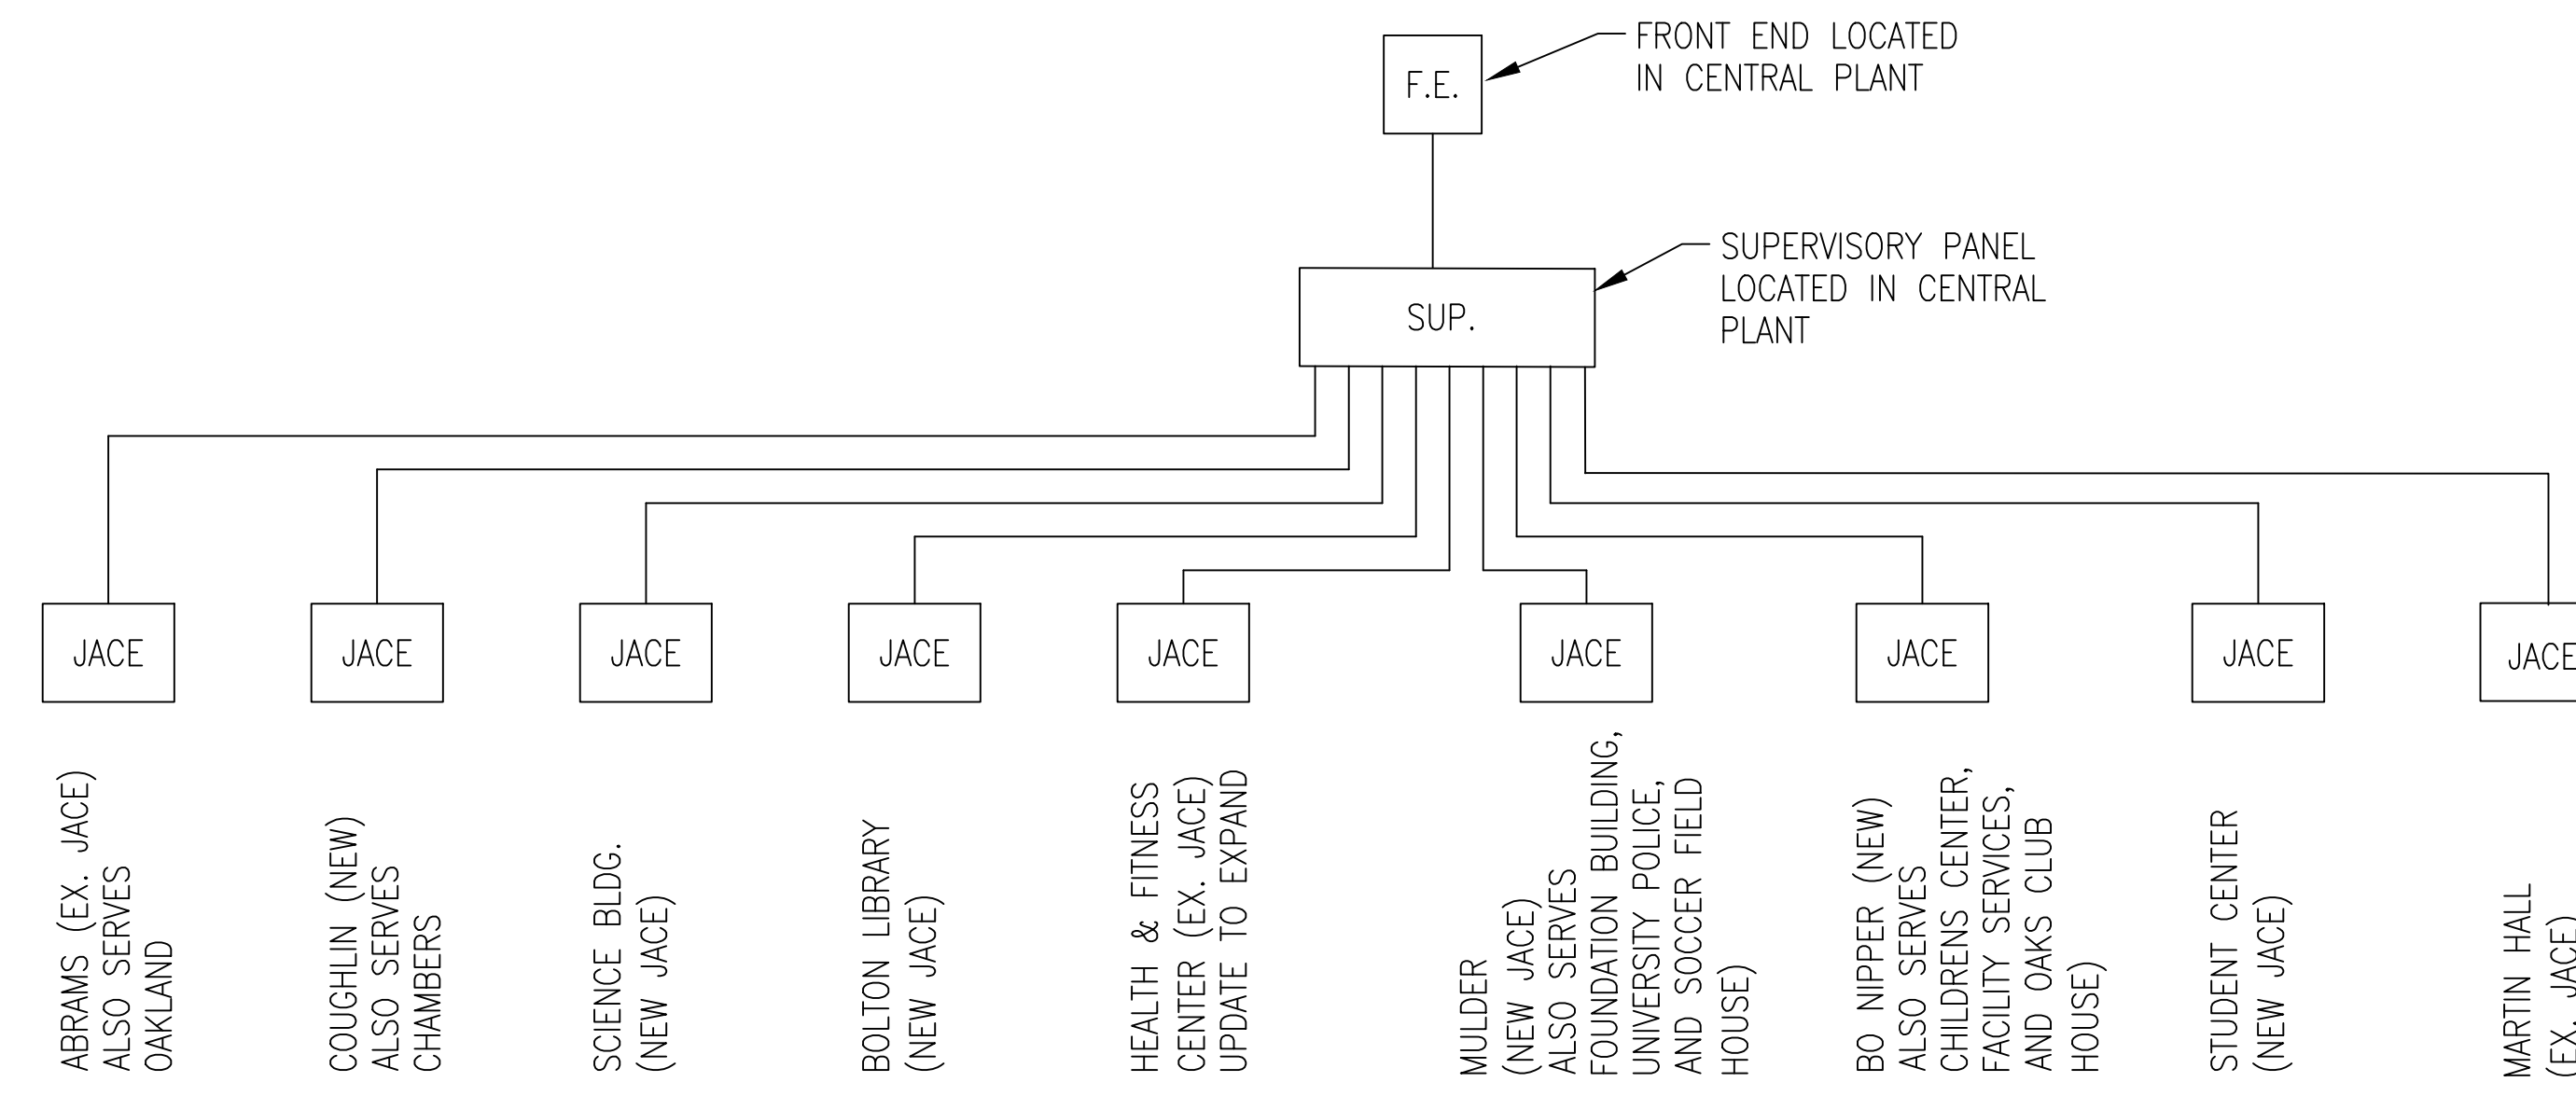 F.E.
FRONT END LOCATED
IN CENTRAL PLANT
SUP.
SUPERVISORY PANEL
LOCATED IN CENTRAL
PLANT
JACE
JACE
JACE
JACE
JACE
JACE
JACE
JACE
JACE
ABRAMS (EX. JACE)
ALSO SERVES
OAKLAND
COUGHLIN (NEW)
ALSO SERVES
CHAMBERS
SCIENCE BLDG.
(NEW JACE)
BOLTON LIBRARY
(NEW JACE)
HEALTH & FITNESS
CENTER (EX. JACE)
UPDATE TO EXPAND
MULDER
(NEW JACE)
ALSO SERVES
FOUNDATION BUILDING,
UNIVERSITY POLICE,
AND SOCCER FIELD
HOUSE)
BO NIPPER (NEW)
ALSO SERVES
CHILDRENS CENTER,
FACILITY SERVICES,
AND OAKS CLUB
HOUSE)
STUDENT CENTER
(NEW JACE)
MARTIN HALL
(EX. JACE)